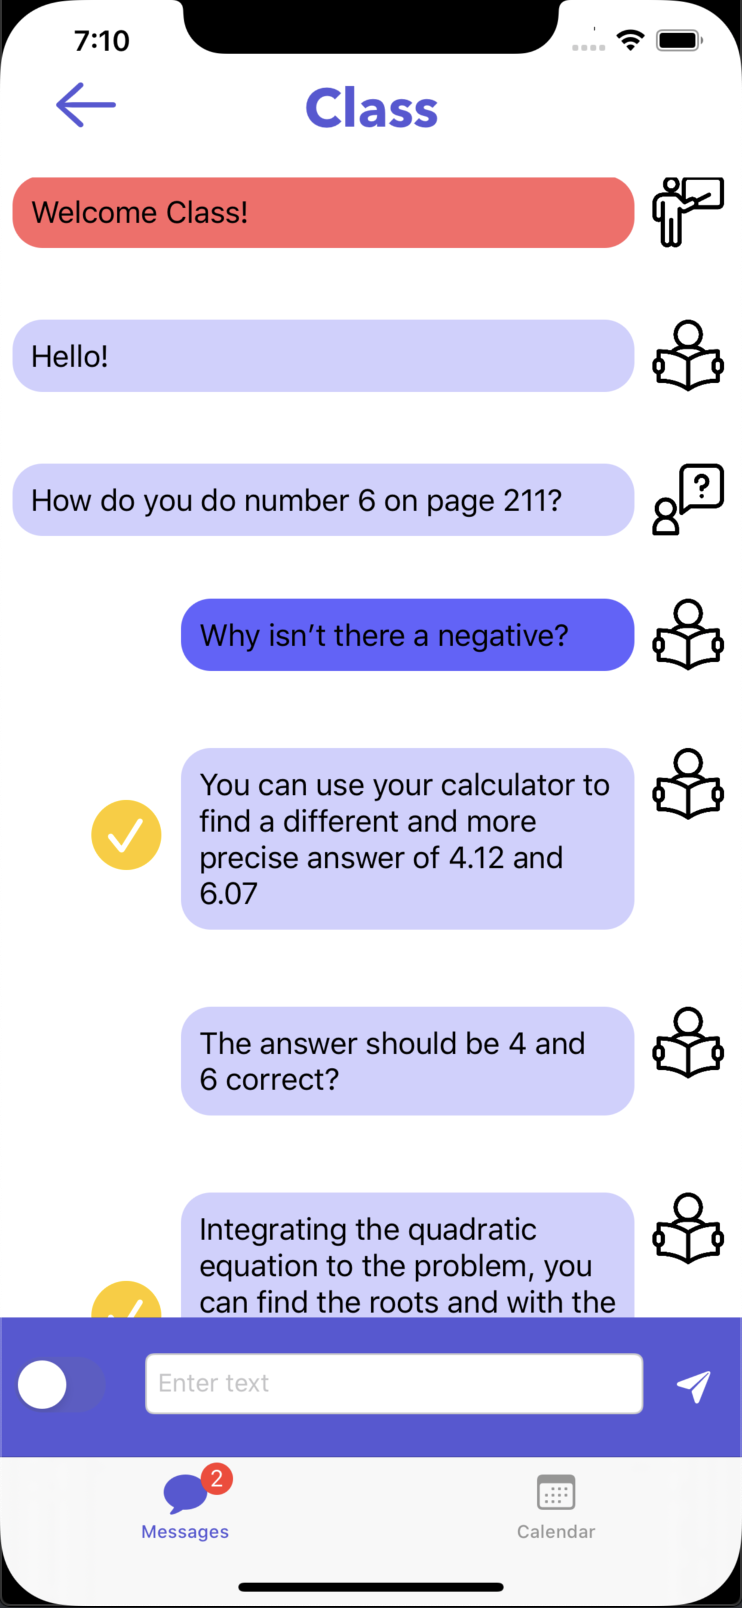 7:10
Class
Welcome Class!
Hello!
How do you do number 6 on page 211?
?
Why isn’t there a negative?
You can use your calculator to
find a different and more
precise answer of 4.12 and
6.07
The answer should be 4 and
6 correct?
Integrating the quadratic
equation to the problem, you
can find the roots and with the
Enter text
2
Messages
Calendar